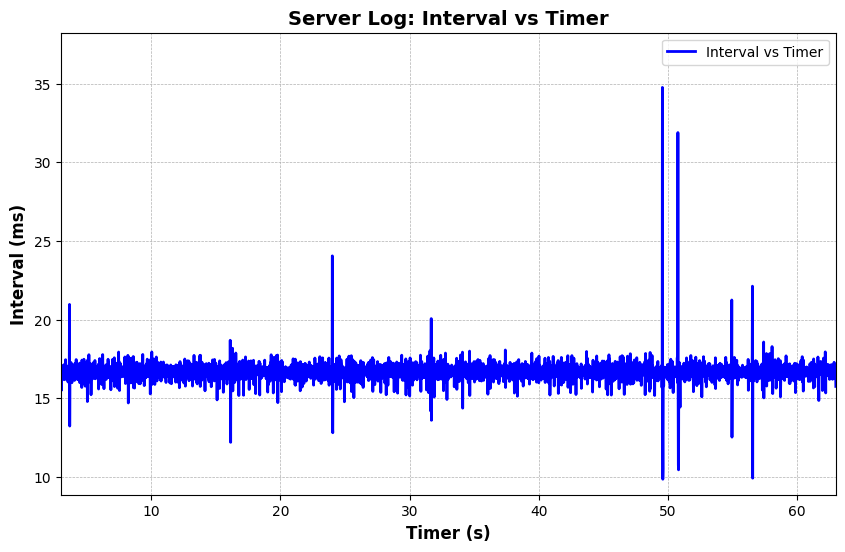 Server Log: Interval vs Timer
Interval vs Timer
35
30
25
20
15
10
Interval (ms)
10 20 30 40 50 60
Timer (s)